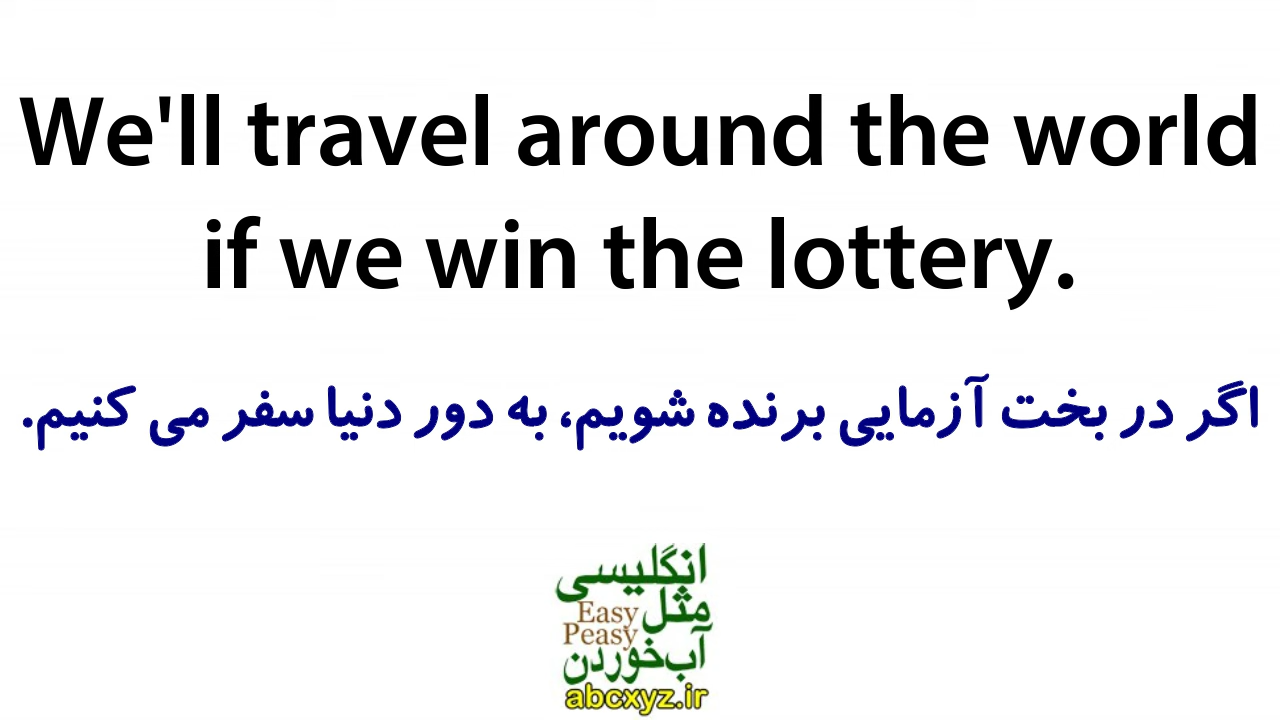 We'll travel around the world
if we win the lottery.
اگر در بخت آزمایی برنده شویم، به دور دنیا سفر می کنیم.
انگلیسی
مثل
Easy
Peasy
آب خوردن
abcxyz.ir